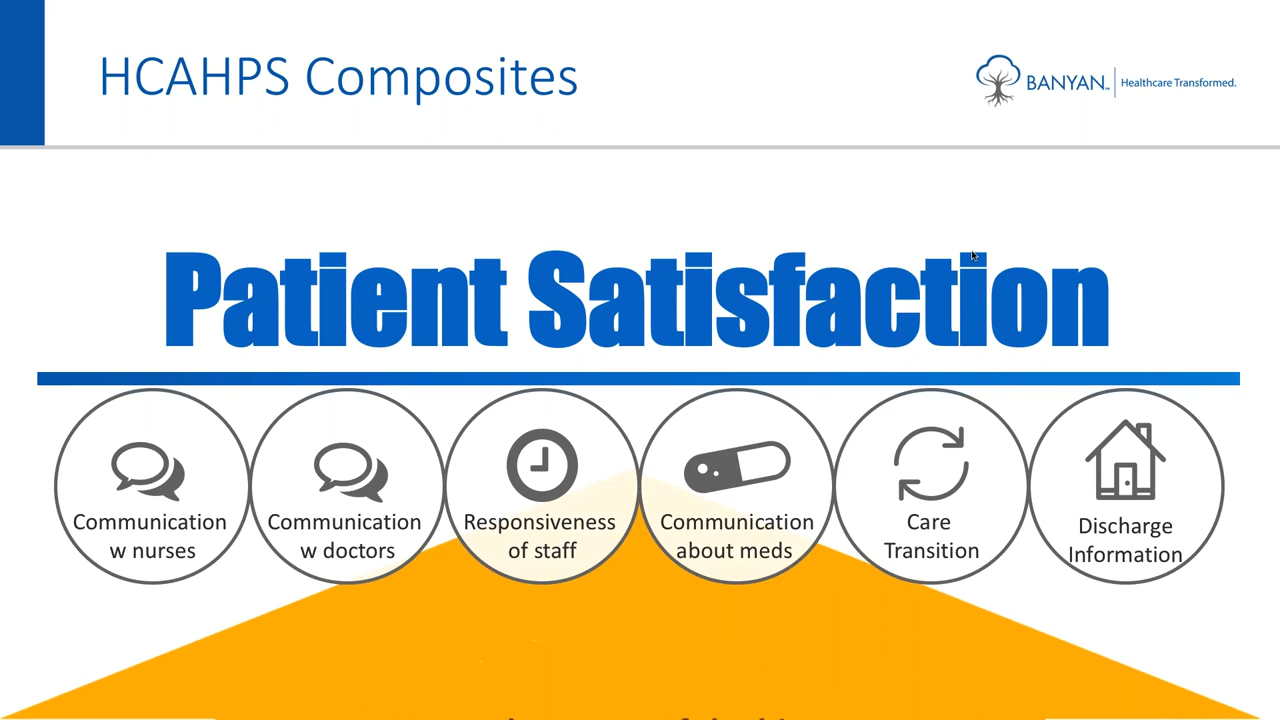 HCAHPS Composites
BANYAN™ Healthcare Transformed.
Patient Satisfaction
Communication
w nurses
Communication
w doctors
Responsiveness
of staff
Communication
about meds
Care
Transition
Discharge
Information